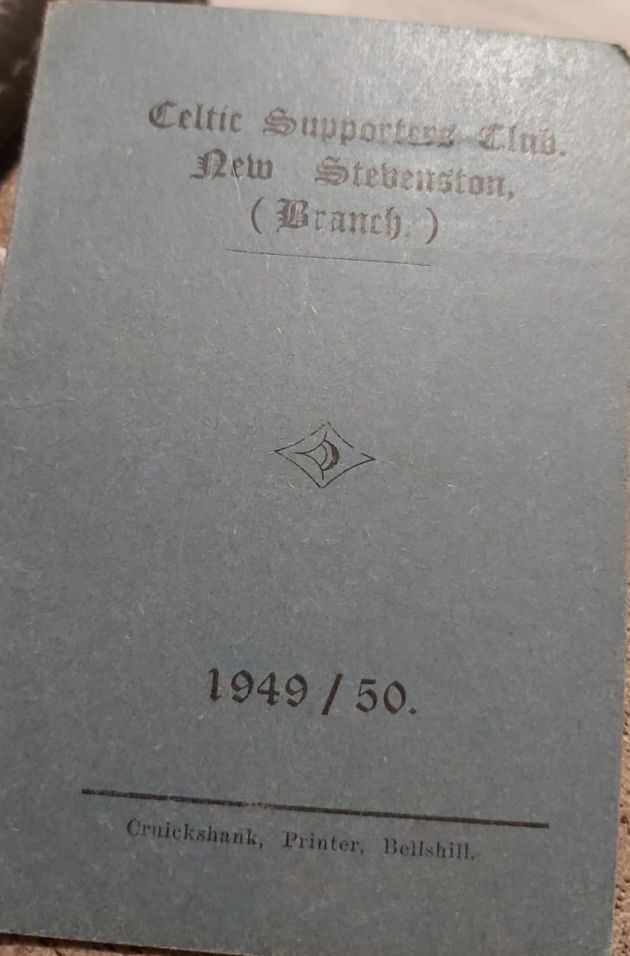 Celtic Supporters Club.
New Stevenston,
( Branch. )
1949 / 50.
Cruickshank, Printer, Bellshill.